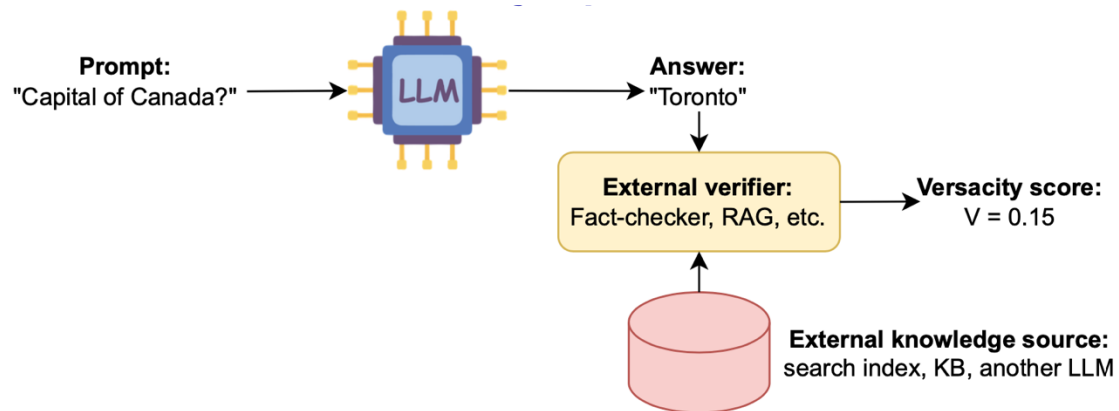 Prompt:
"Capital of Canada?"
LLM
Answer:
"Toronto"
External verifier:
Fact-checker, RAG, etc.
Versacity score:
V = 0.15
External knowledge source:
search index, KB, another LLM